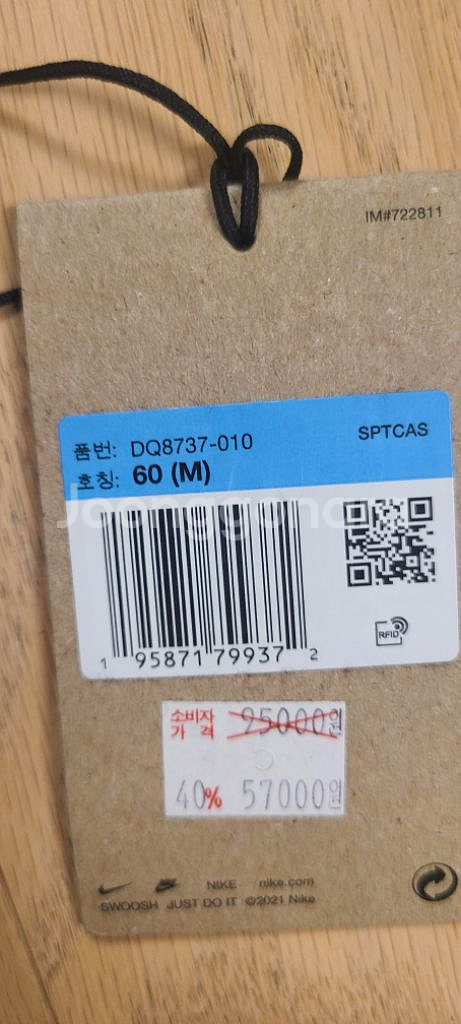 IM#722811
품번: DQ8737-010
SPTCAS
호칭: 60 (M)
Joonggonara
1 95871 79937 2
RFID
소비자
가 격 95000원
40% 57000원
NIKE nike.com
SWOOSH JUST DO IT ©2021 Nike